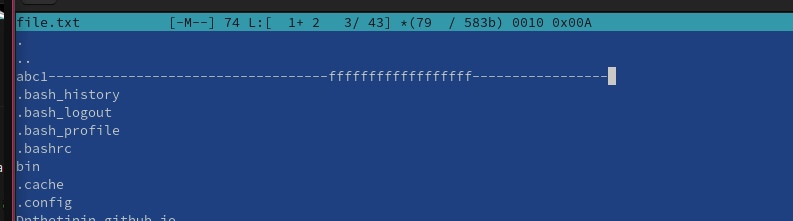 file.txt           [-M--] 74 L:[  1+ 2   3/ 43] *(79  / 583b) 0010 0x00A
.
..
abc1-----------------------------------ffffffffffffffffff-----------------
.bash_history
.bash_logout
.bash_profile
.bashrc
bin
.cache
.config